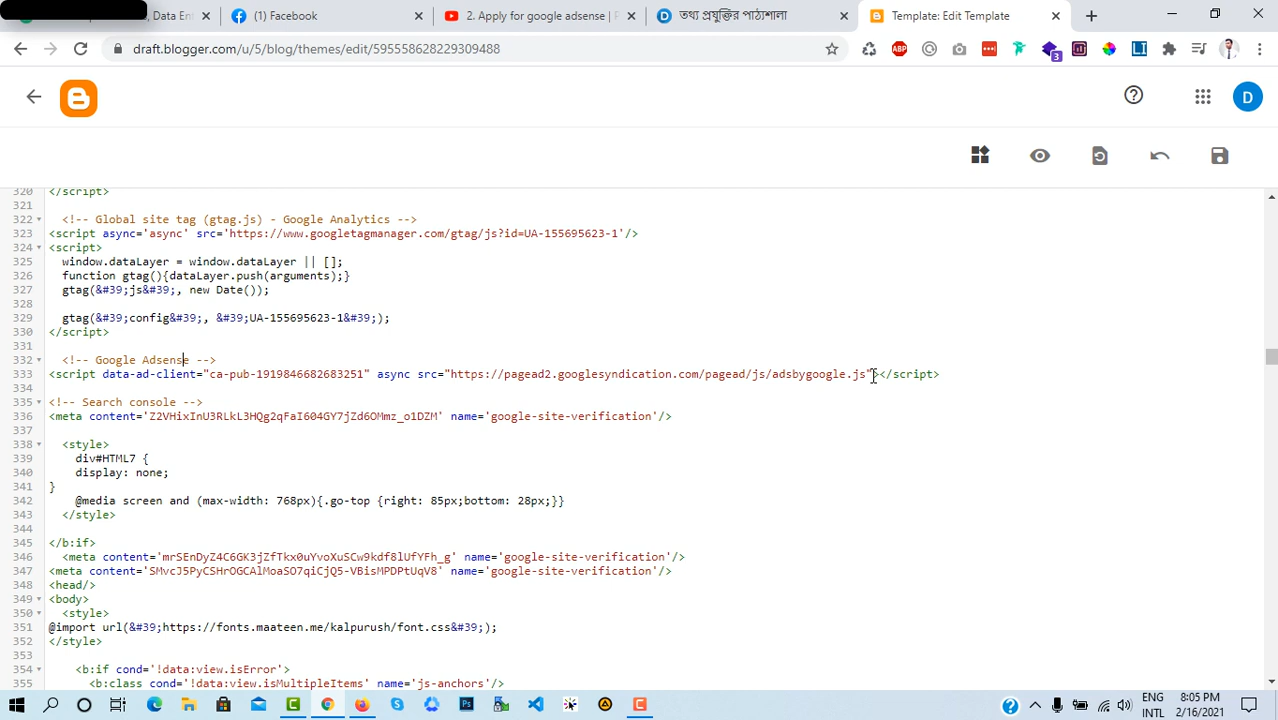 , Data En
(1) Facebook
2. Apply for google adsense | P
তথ্য প্রযুক্তির পাঠশালা
Template: Edit Template
draft.blogger.com/u/5/blog/themes/edit/595558628229309488
ABP
3
LI
D
320 </script>
321
322 <!-- Global site tag (gtag.js) - Google Analytics -->
323 <script async='async' src='https://www.googletagmanager.com/gtag/js?id=UA-155695623-1'/>
324 <script>
325 window.dataLayer = window.dataLayer || [];
326 function gtag(){dataLayer.push(arguments);}
327 gtag(&#39;js&#39;, new Date());
328
329 gtag(&#39;config&#39;, &#39;UA-155695623-1&#39;);
330 </script>
331
332 <!-- Google Adsense -->
333 <script data-ad-client="ca-pub-1919846682683251" async src="https://pagead2.googlesyndication.com/pagead/js/adsbygoogle.js"></script>
334
335 <!-- Search console -->
336 <meta content='Z2VHixInU3RLkL3HQg2qFaI604GY7jZd6OMmz_o1DZM' name='google-site-verification'/>
337
338 <style>
339 div#HTML7 {
340 display: none;
341 }
342 @media screen and (max-width: 768px){.go-top {right: 85px;bottom: 28px;}}
343 </style>
344
345 </b:if>
346 <meta content='mrSEnDyZ4C6GK3jZfTkx0uYvoXuSCw9kdf8lUfYFh_g' name='google-site-verification'/>
347 <meta content='SMvcJ5PyCSHrOGCAlMoaSO7qiCjQ5-VBisMPDPtUqV8' name='google-site-verification'/>
348 <head/>
349 <body>
350 <style>
351 @import url(&#39;https://fonts.maateen.me/kalpurush/font.css&#39;);
352 </style>
353
354 <b:if cond='!data:view.isError'>
355 <b:class cond='!data:view.isMultipleItems' name='js-anchors'/>
ENG
INTL
8:05 PM
2/16/2021